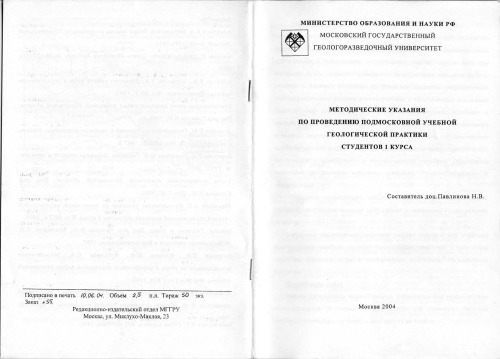 Подписано в печать 10.06.04. Объем 2,5 п.л. Тираж 50 экз.
Заказ
Редакционно-издательский отдел МГГРУ
Москва, ул. Миклухо-Маклая, 23
МИНИСТЕРСТВО ОБРАЗОВАНИЯ И НАУКИ РФ
МОСКОВСКИЙ ГОСУДАРСТВЕННЫЙ
ГЕОЛОГОРАЗВЕДОЧНЫЙ УНИВЕРСИТЕТ
МЕТОДИЧЕСКИЕ УКАЗАНИЯ
ПО ПРОВЕДЕНИЮ ПОДМОСКОВНОЙ УЧЕБНОЙ
ГЕОЛОГИЧЕСКОЙ ПРАКТИКИ
СТУДЕНТОВ 1 КУРСА
Составитель доц.Павлинова Н.В.
Москва 2004